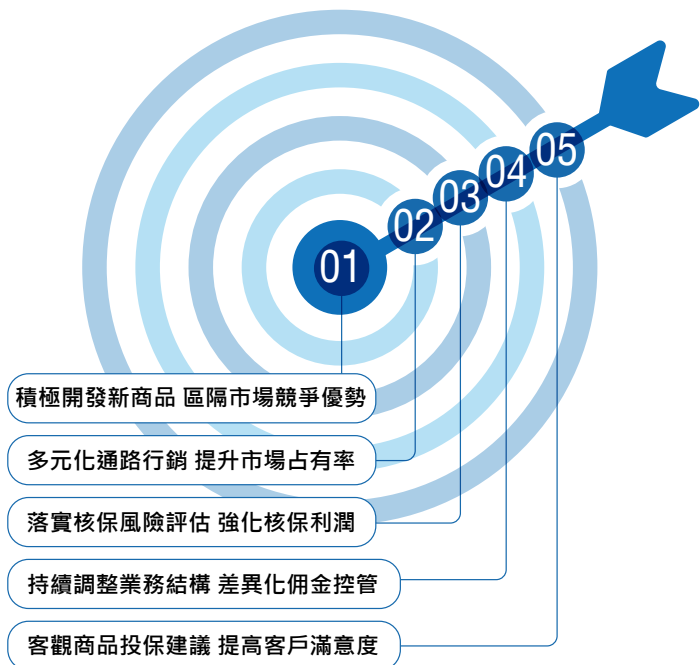 05
04
03
02
01
積極開發新商品 區隔市場競爭優勢
多元化通路行銷 提升市場占有率
落實核保風險評估 強化核保利潤
持續調整業務結構 差異化佣金控管
客觀商品投保建議 提高客戶滿意度